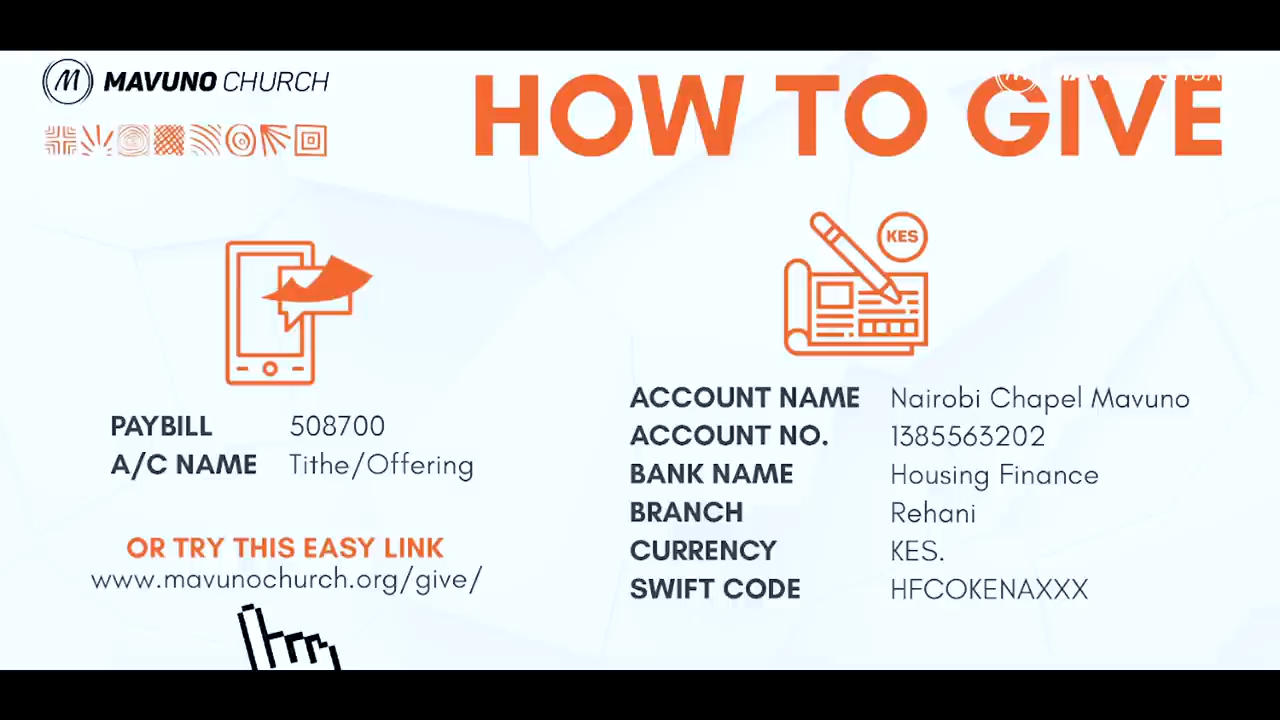 MAVUNO CHURCH
HOW TO GIVE
KES
PAYBILL 508700
A/C NAME Tithe/Offering
OR TRY THIS EASY LINK
www.mavunochurch.org/give/
ACCOUNT NAME Nairobi Chapel Mavuno
ACCOUNT NO. 1385563202
BANK NAME Housing Finance
BRANCH Rehani
CURRENCY KES.
SWIFT CODE HFCOKENAXXX